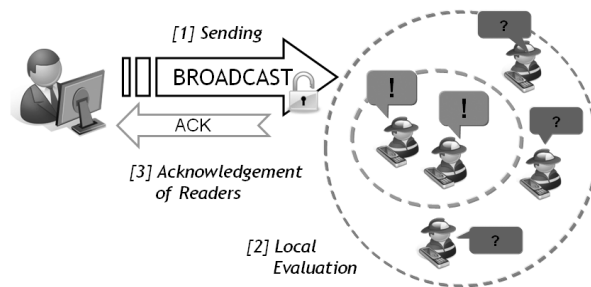 [1] Sending
BROADCAST
ACK
[3] Acknowledgement
of Readers
[2] Local
Evaluation
?
!
!
?
?